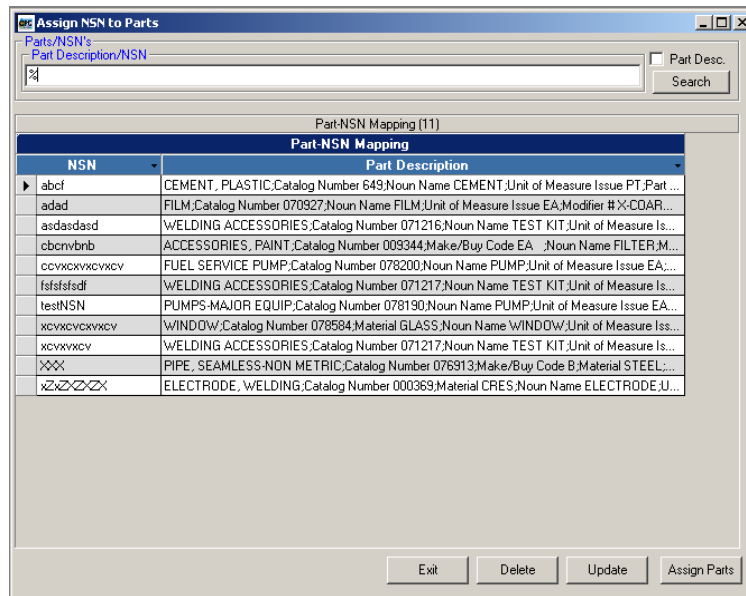 Assign NSN to Parts
Parts/NSN's
Part Description/NSN
Part Desc.
%
Search
Part-NSN Mapping (11)
Part-NSN Mapping
NSN Part Description
abcf CEMENT, PLASTIC;Catalog Number 649;Noun Name CEMENT;Unit of Measure Issue PT;Part ...
adad FILM;Catalog Number 070927;Noun Name FILM;Unit of Measure Issue EA;Modifier # X-COAR...
asdasdasd WELDING ACCESSORIES;Catalog Number 071216;Noun Name TEST KIT;Unit of Measure Is...
cbcnvbnb ACCESSORIES, PAINT;Catalog Number 009344;Make/Buy Code EA ;Noun Name FILTER;M...
ccvxcxvxcvxcv FUEL SERVICE PUMP;Catalog Number 078200;Noun Name PUMP;Unit of Measure Issue EA;...
fsfsfsfsdf WELDING ACCESSORIES;Catalog Number 071217;Noun Name TEST KIT;Unit of Measure Is...
testNSN PUMPS-MAJOR EQUIP;Catalog Number 078190;Noun Name PUMP;Unit of Measure Issue EA...
xcvxcvcxvxcv WINDOW;Catalog Number 078584;Material GLASS;Noun Name WINDOW;Unit of Measure Iss...
xcvxvxcv WELDING ACCESSORIES;Catalog Number 071217;Noun Name TEST KIT;Unit of Measure Is...
XXX PIPE, SEAMLESS-NON METRIC;Catalog Number 076913;Make/Buy Code B;Material STEEL;...
xZxZXZXZX ELECTRODE, WELDING;Catalog Number 000369;Material CRES;Noun Name ELECTRODE;U...
Exit Delete Update Assign Parts